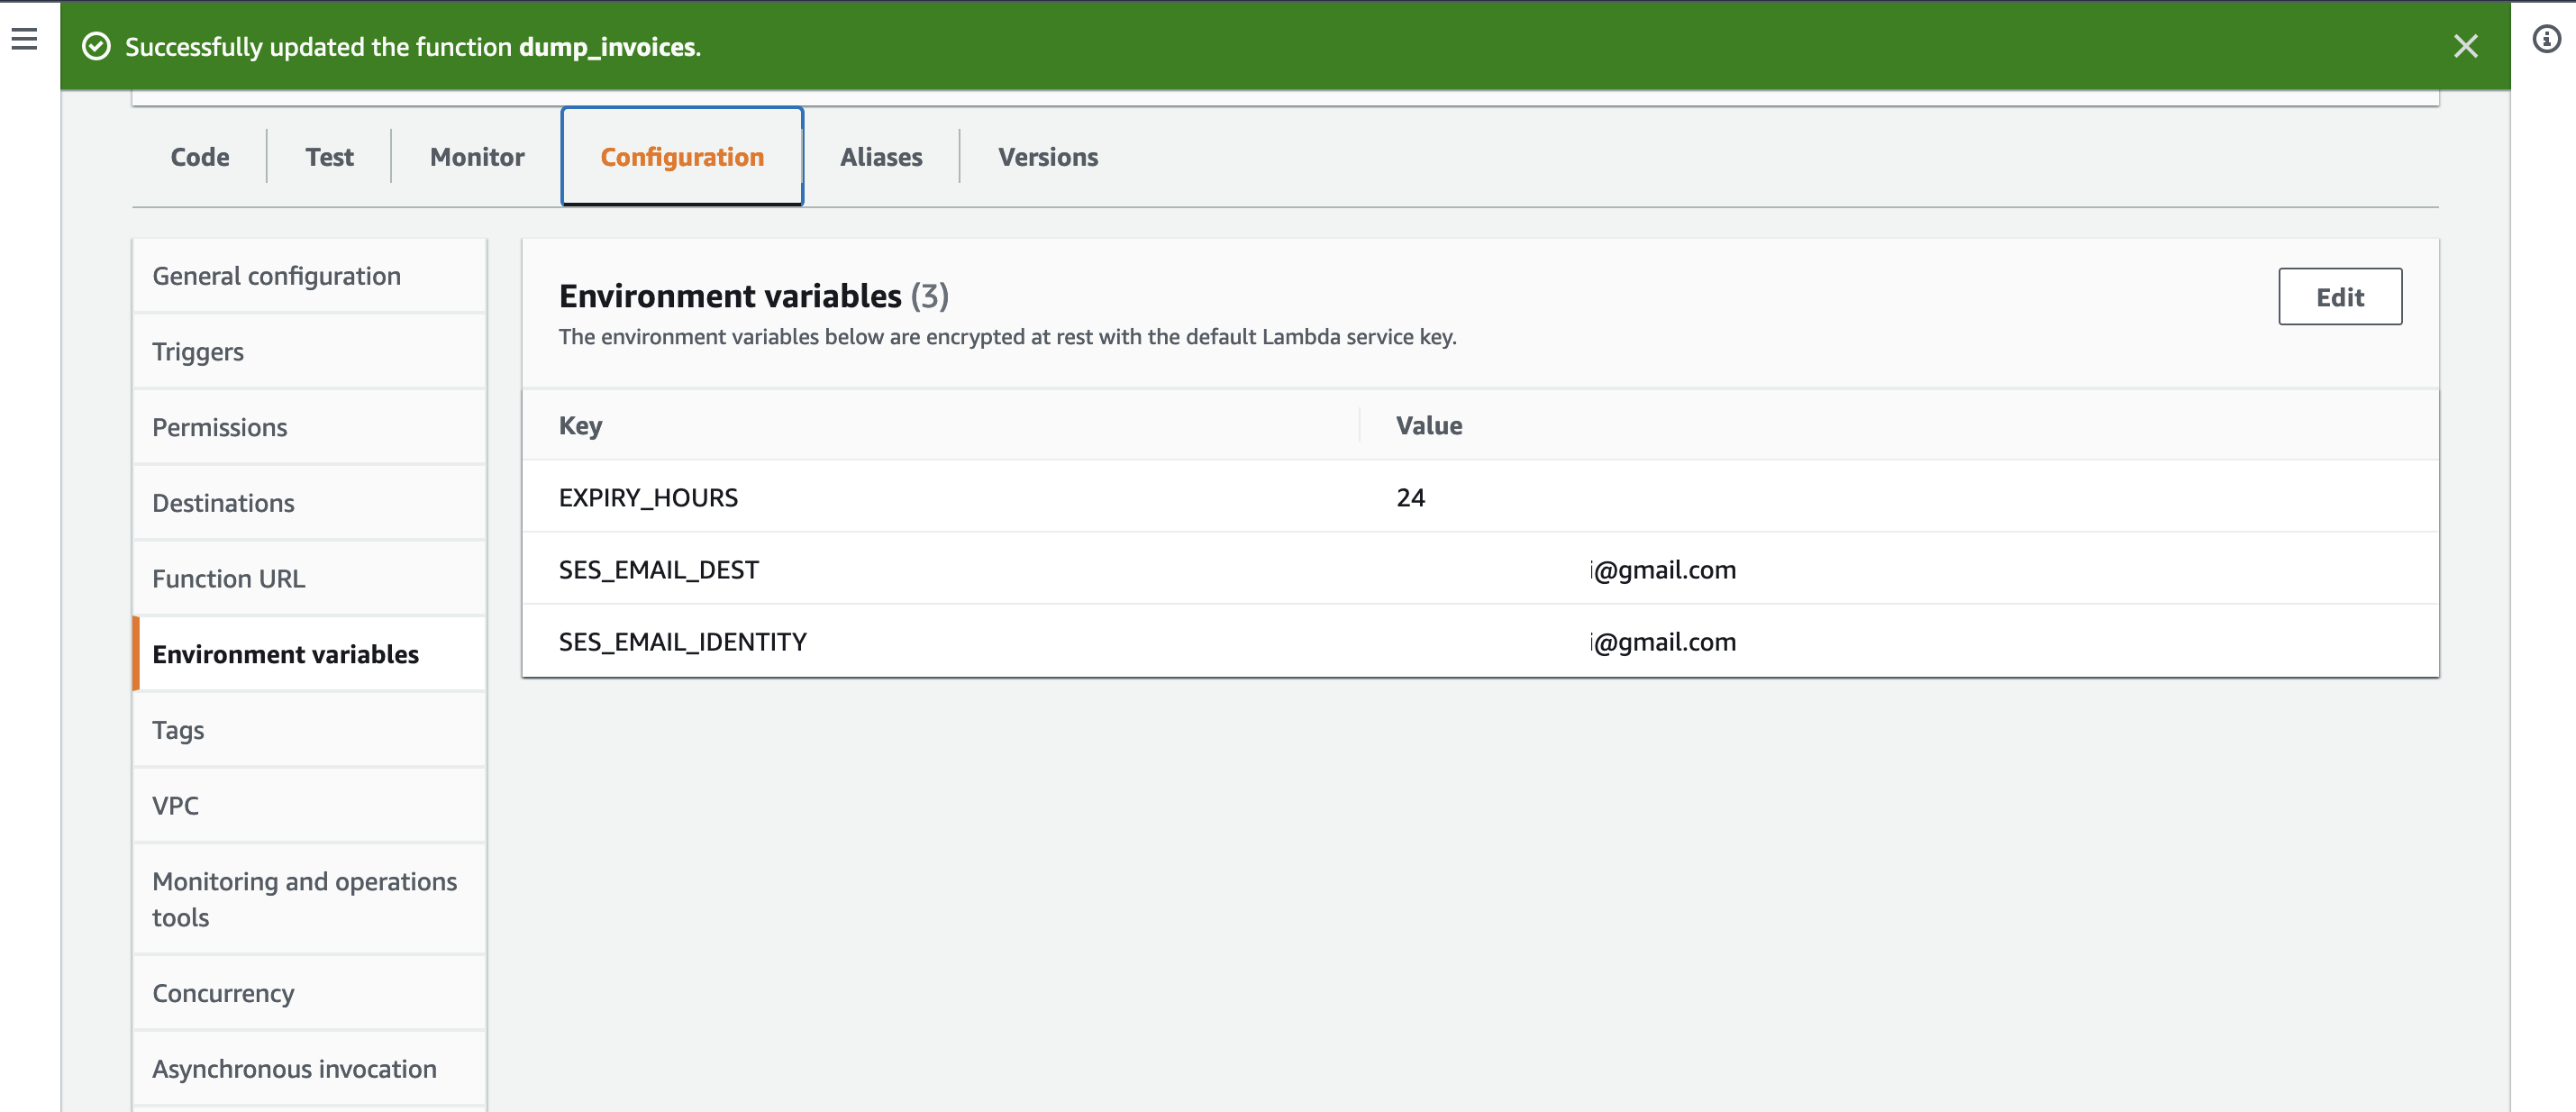 Successfully updated the function dump_invoices.
Code
Test
Monitor
Configuration
Aliases
Versions
General configuration
Triggers
Permissions
Destinations
Function URL
Environment variables
Tags
VPC
Monitoring and operations
tools
Concurrency
Asynchronous invocation
Environment variables (3)
Edit
The environment variables below are encrypted at rest with the default Lambda service key.
Key Value
EXPIRY_HOURS 24
SES_EMAIL_DEST i@gmail.com
SES_EMAIL_IDENTITY i@gmail.com